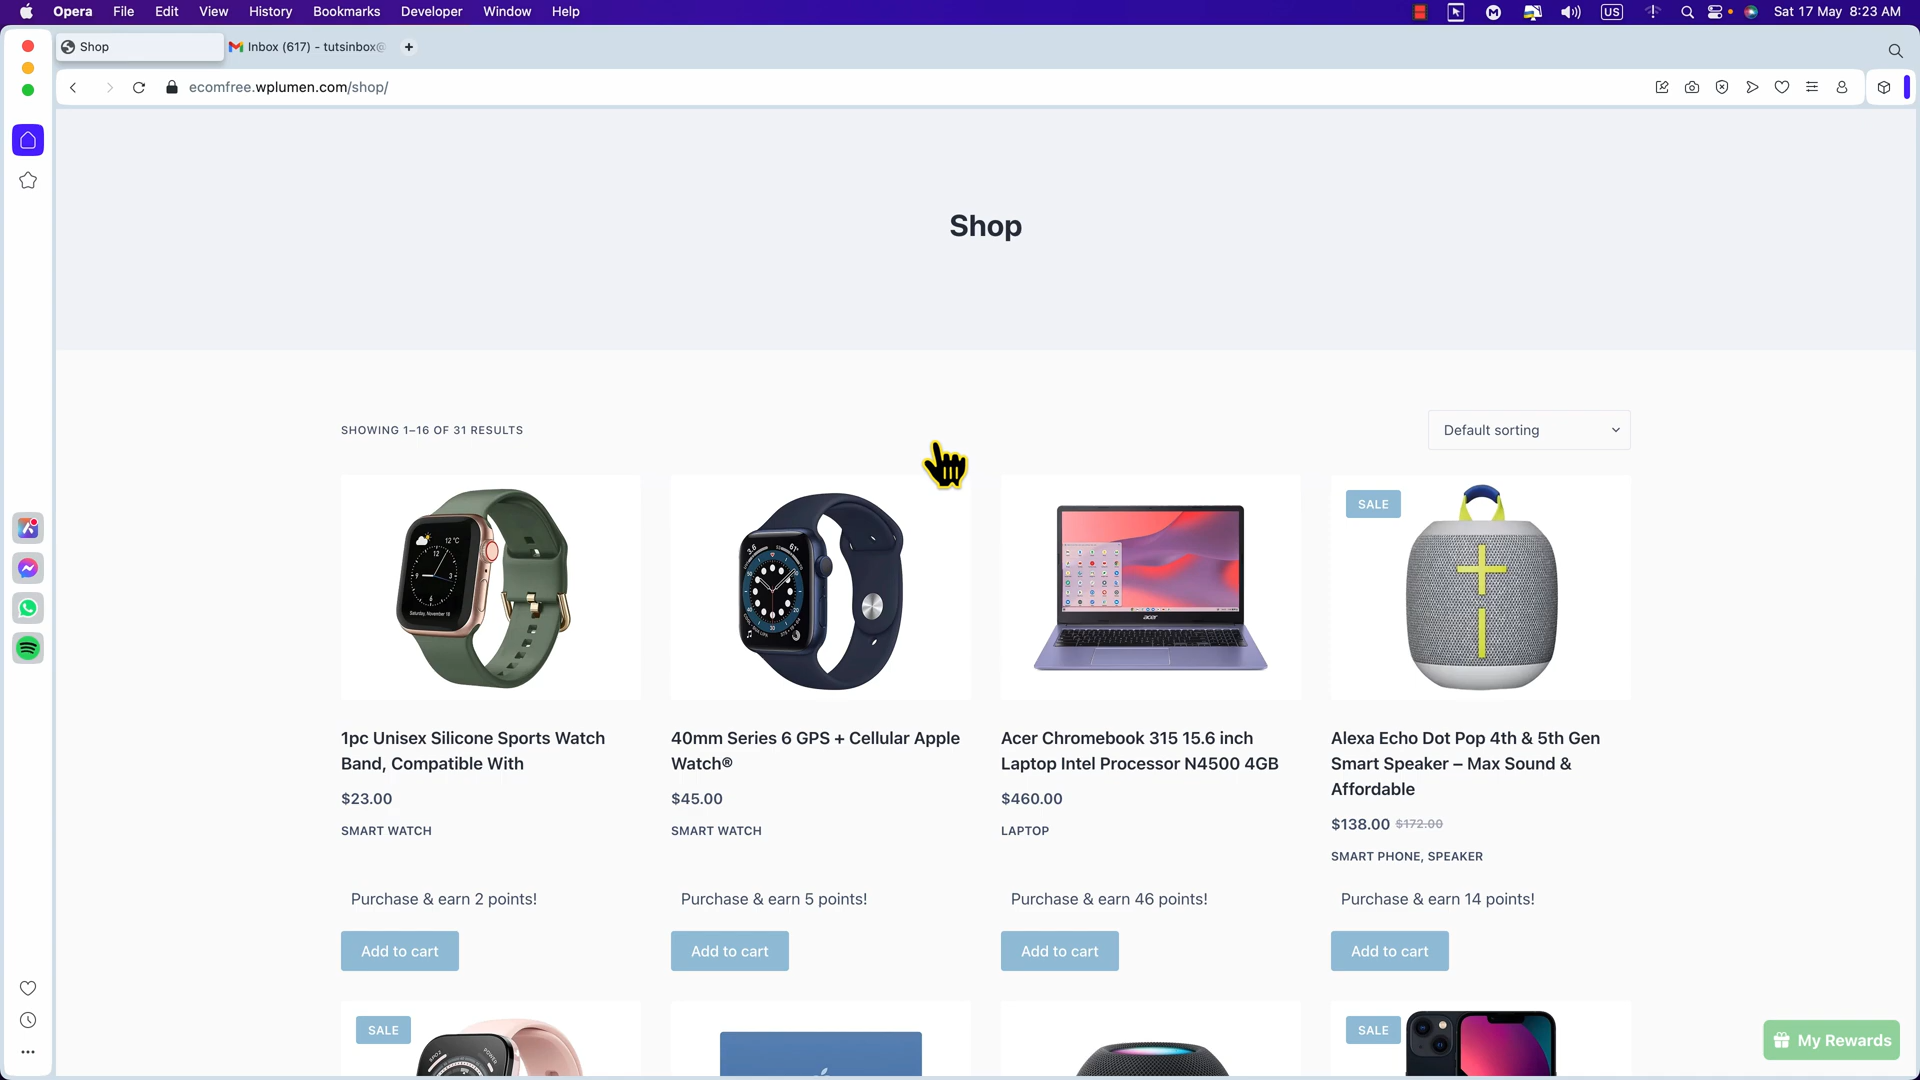 Opera File Edit View History Bookmarks Developer Window Help US Sat 17 May 8:23 AM
Shop Inbox (617) - tutsinbox@
ecomfree.wplumen.com/shop/
Shop
SHOWING 1–16 OF 31 RESULTS
Default sorting
SALE
1pc Unisex Silicone Sports Watch
Band, Compatible With
$23.00
SMART WATCH
Purchase & earn 2 points!
Add to cart
40mm Series 6 GPS + Cellular Apple
Watch®
$45.00
SMART WATCH
Purchase & earn 5 points!
Add to cart
acer
Acer Chromebook 315 15.6 inch
Laptop Intel Processor N4500 4GB
$460.00
LAPTOP
Purchase & earn 46 points!
Add to cart
Alexa Echo Dot Pop 4th & 5th Gen
Smart Speaker – Max Sound &
Affordable
$138.00 $172.00
SMART PHONE, SPEAKER
Purchase & earn 14 points!
Add to cart
SALE
SALE
My Rewards